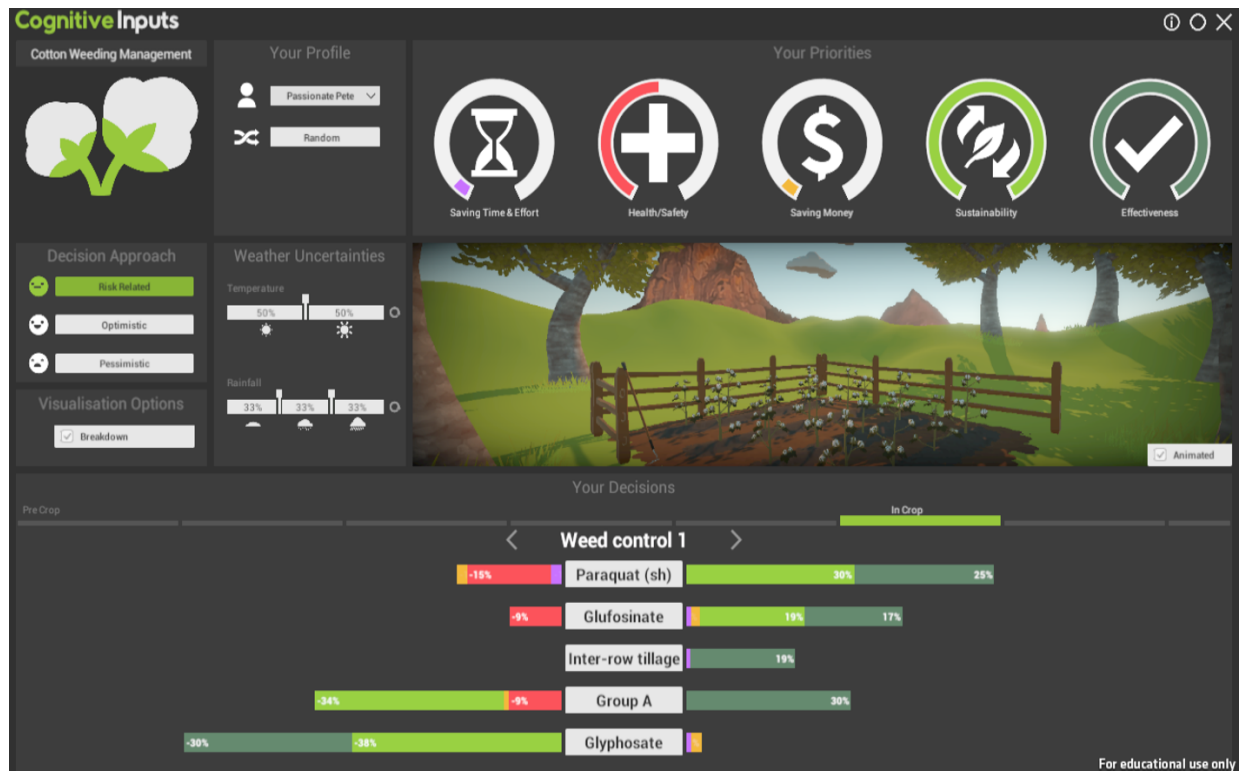 Cognitive Inputs
Cotton Weeding Management
Your Profile
Passionate Pete
Random
Your Priorities
Saving Time & Effort
Health/Safety
Saving Money
Sustainability
Effectiveness
Decision Approach
Risk Related
Optimistic
Pessimistic
Visualisation Options
Breakdown
Weather Uncertainties
Temperature
50% 50%
Rainfall
33% 33% 33%
Animated
Your Decisions
Pre Crop
In Crop
Weed control 1
-15% Paraquat (sh) 30% 25%
-9% Glufosinate 19% 17%
Inter-row tillage 19%
-34% -9% Group A 30%
-30% -38% Glyphosate
For educational use only